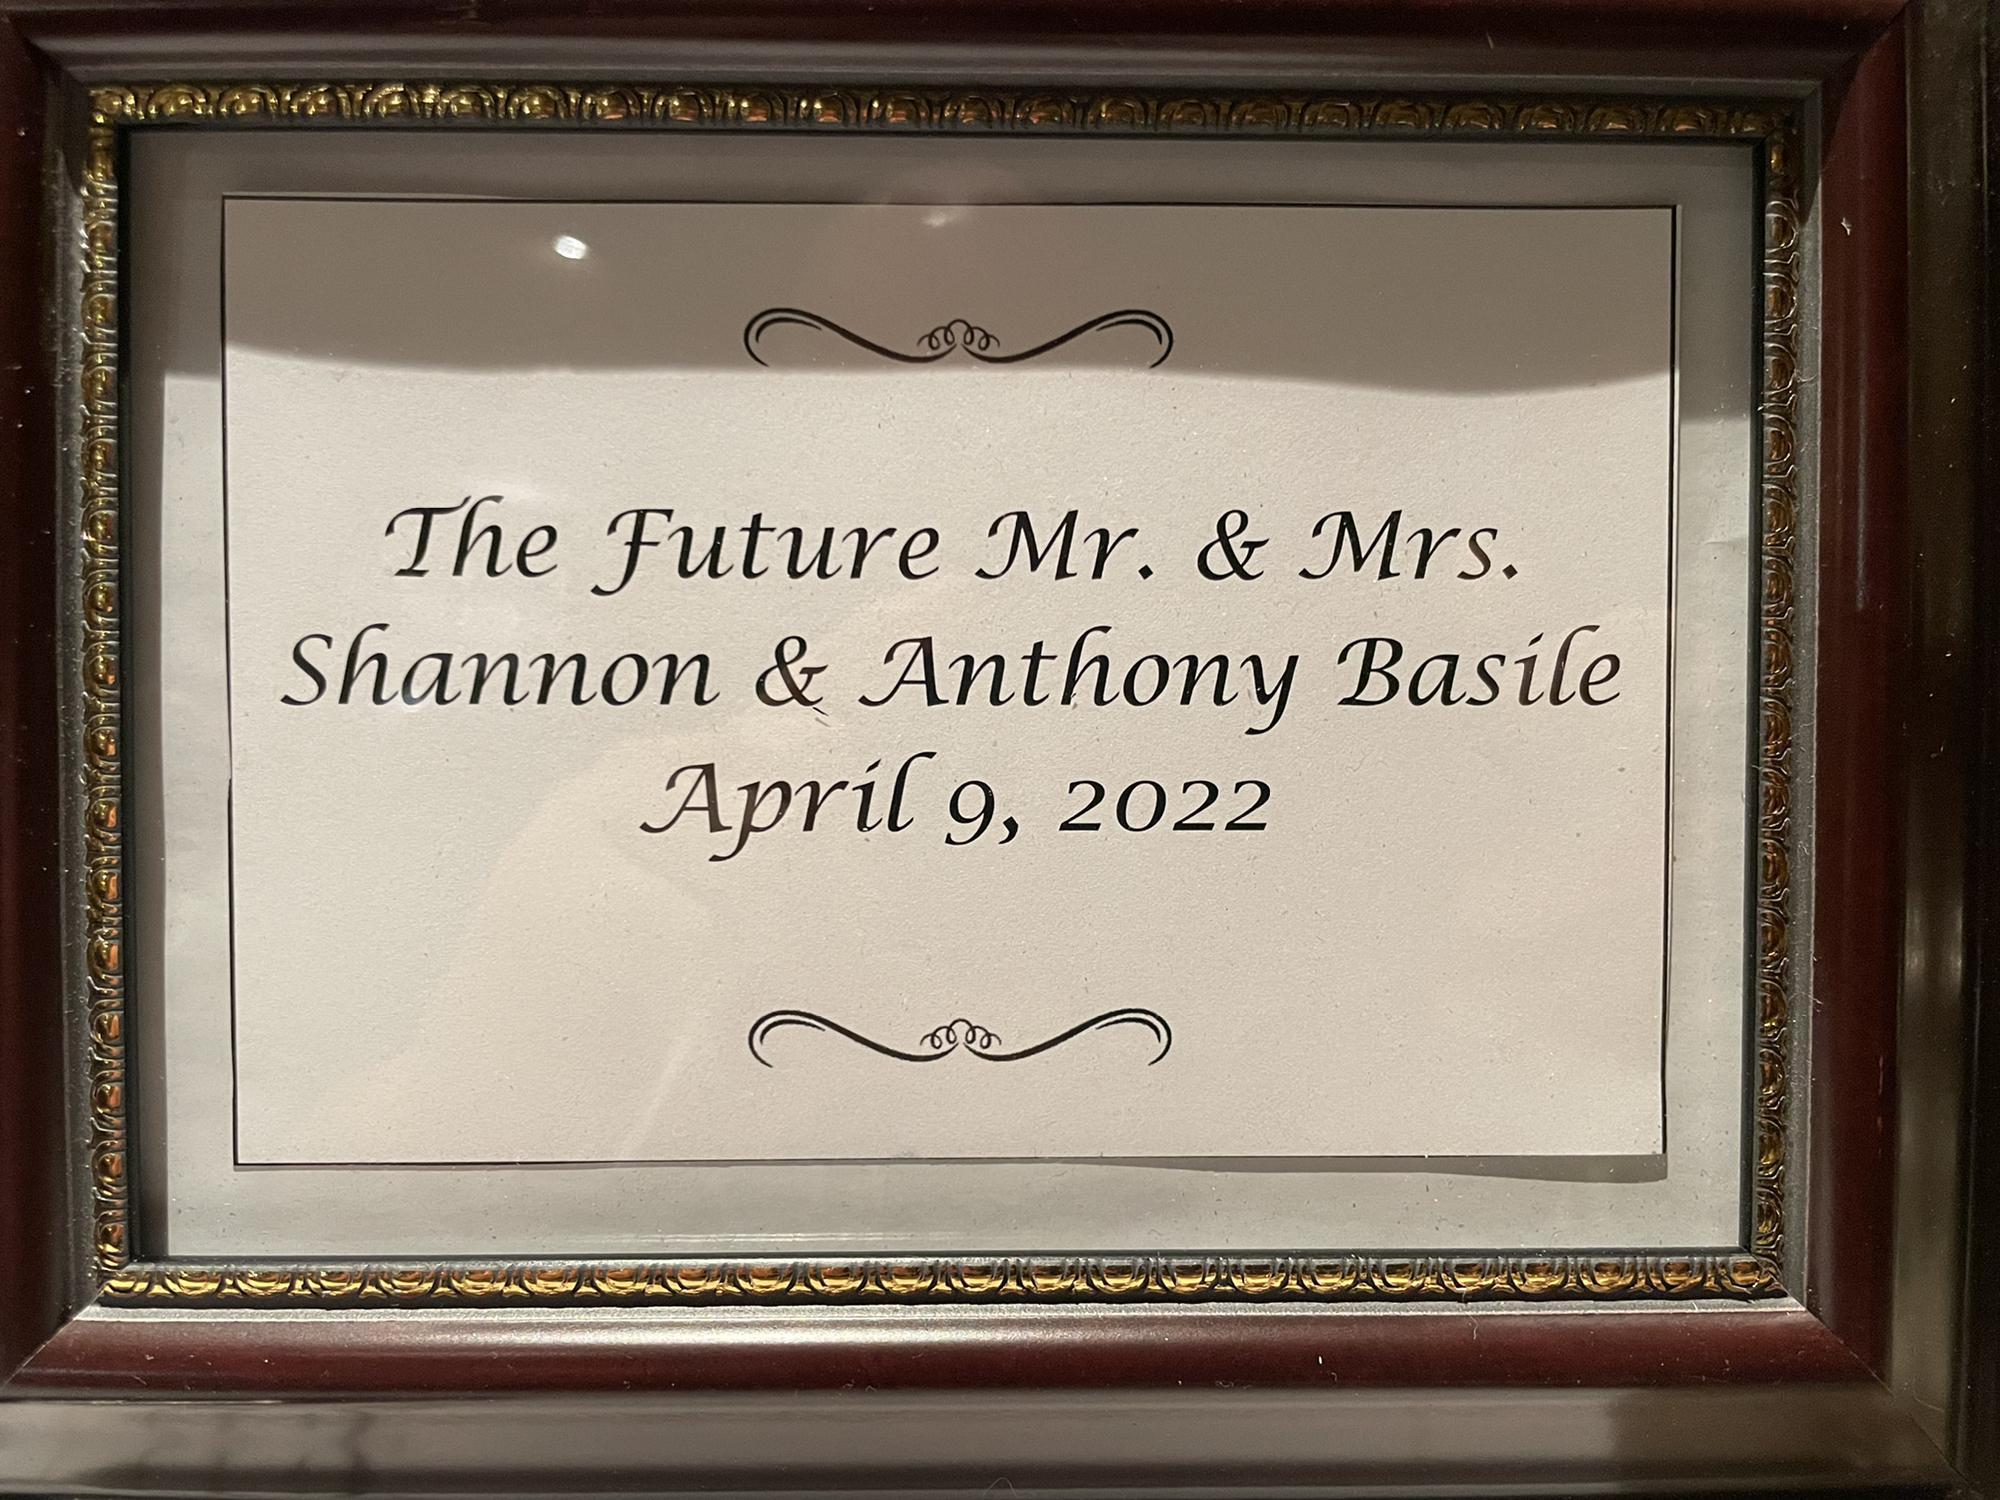 The Future Mr. & Mrs.
Shannon & Anthony Basile
April 9, 2022